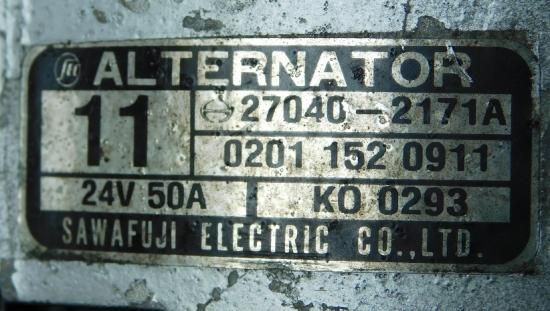 ALTERNATOR
11
27040-2171A
0201 152 0911
24V 50A
KO 0293
SAWAFUJI ELECTRIC CO.,LTD.